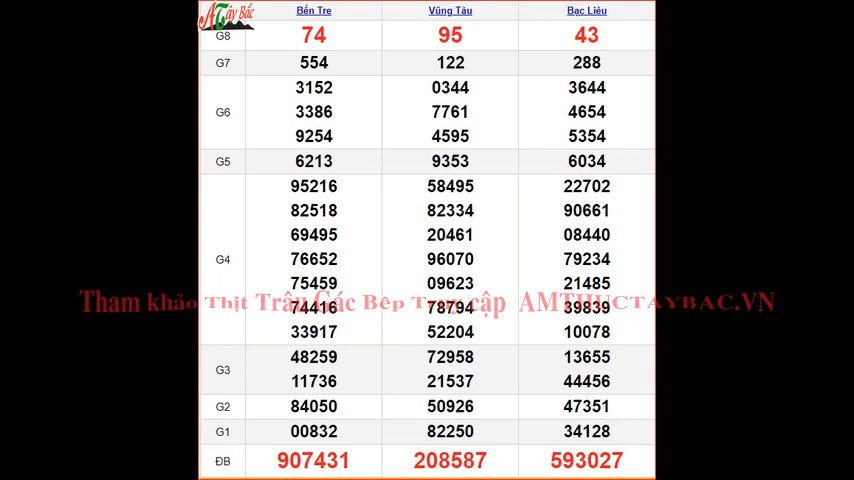 ATây Bắc
Bến Tre Vũng Tàu Bạc Liêu
G8 74 95 43
G7 554 122 288
3152 0344 3644
G6 3386 7761 4654
9254 4595 5354
G5 6213 9353 6034
95216 58495 22702
82518 82334 90661
69495 20461 08440
G4 76652 96070 79234
75459 09623 21485
Tham khảo Thịt Trâu Gác Bếp Truy cập AMTHUCTAYBAC.VN
74416 78794 39839
33917 52204 10078
G3 48259 72958 13655
11736 21537 44456
G2 84050 50926 47351
G1 00832 82250 34128
ĐB 907431 208587 593027